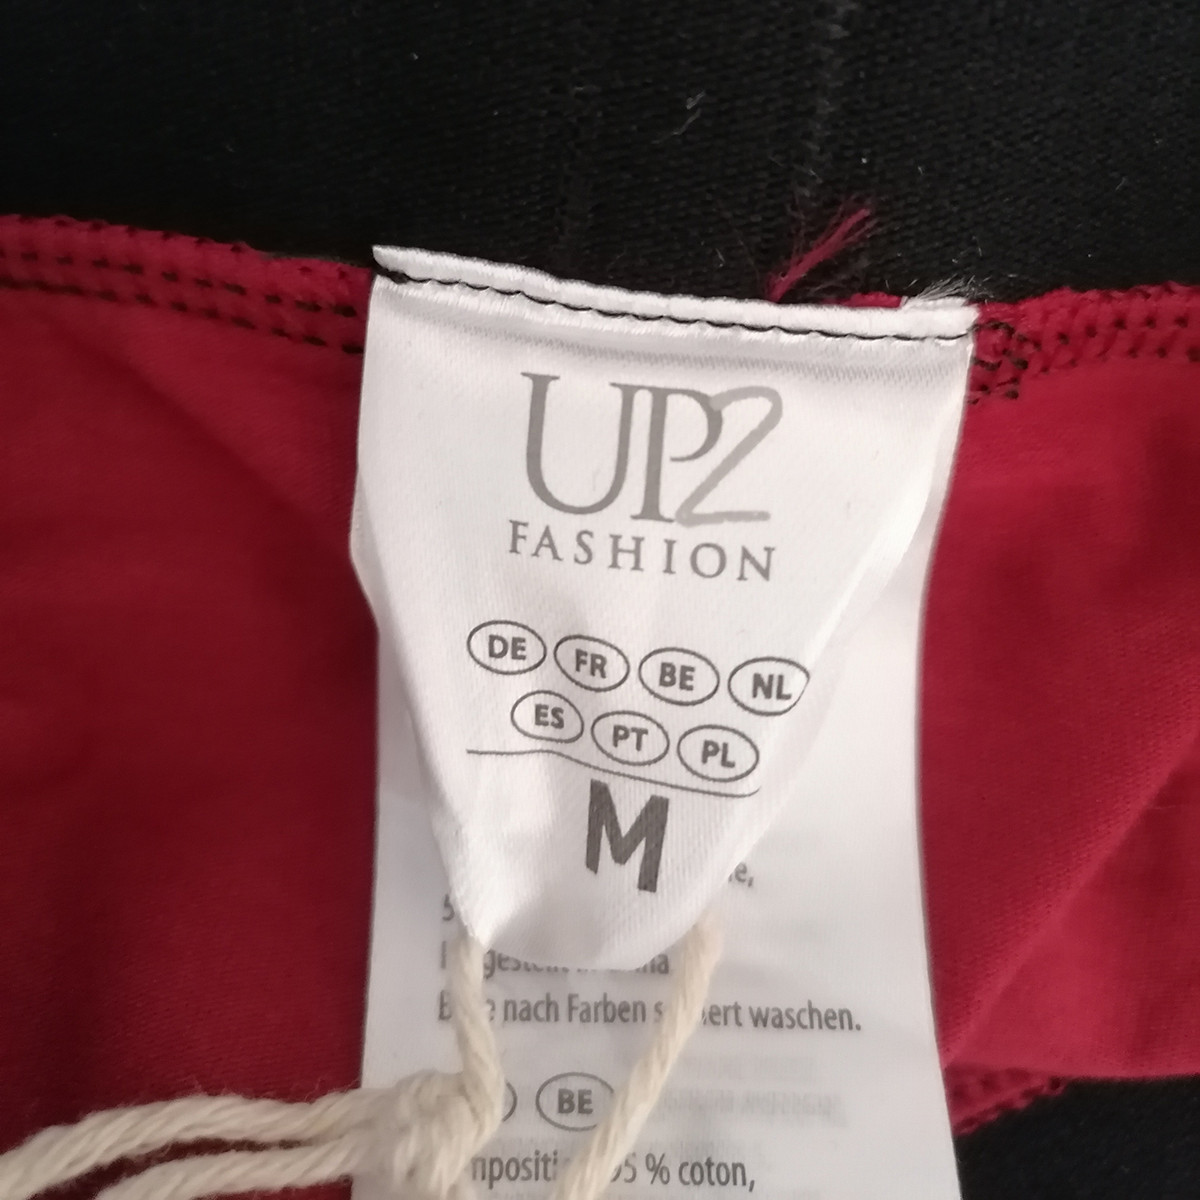 UP2
FASHION
DE FR BE NL
ES PT PL
M
nach Farben waschen.
BE
% coton,